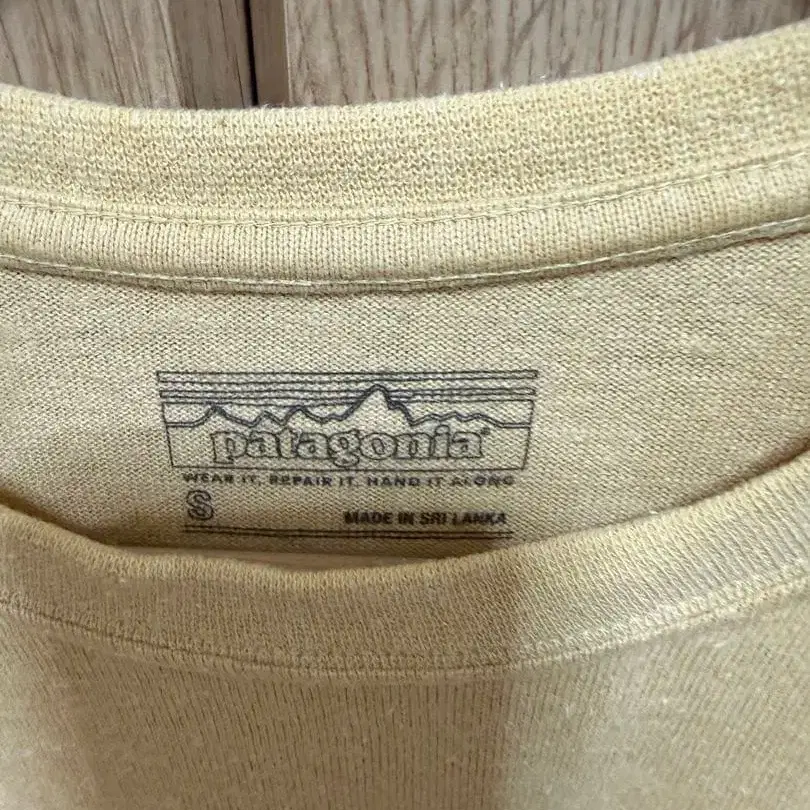 patagonia®
WEAR IT. REPAIR IT. HAND IT ALONG
S
MADE IN SRI LANKA